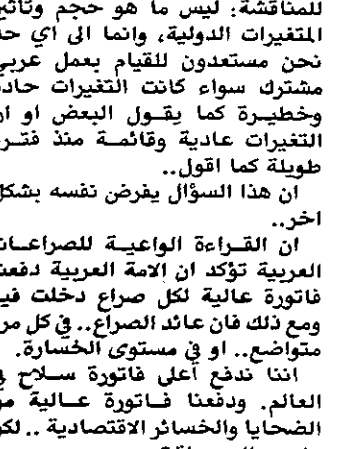 للمناقشة: ليس ما هو حجم وتأثير
المتغيرات الدولية، وانما الى اي حد
نحن مستعدون للقيام بعمل عربي
مشترك سواء كانت التغيرات حادة
وخطيرة كما يقول البعض او ان
التغيرات عادية وقائمة منذ فترة
طويلة كما اقول..
ان هذا السؤال يفرض نفسه بشكل
اخر..
ان القراءة الواعية للصراعات
العربية تؤكد ان الامة العربية دفعت
فاتورة عالية لكل صراع دخلت فيه
ومع ذلك فان عائد الصراع.. في كل مرة
متواضع.. او في مستوى الخسارة.
اننا ندفع أعلى فاتورة سلاح في
العالم. ودفعنا فاتورة عالية من
الضحايا والخسائر الاقتصادية .. لكن